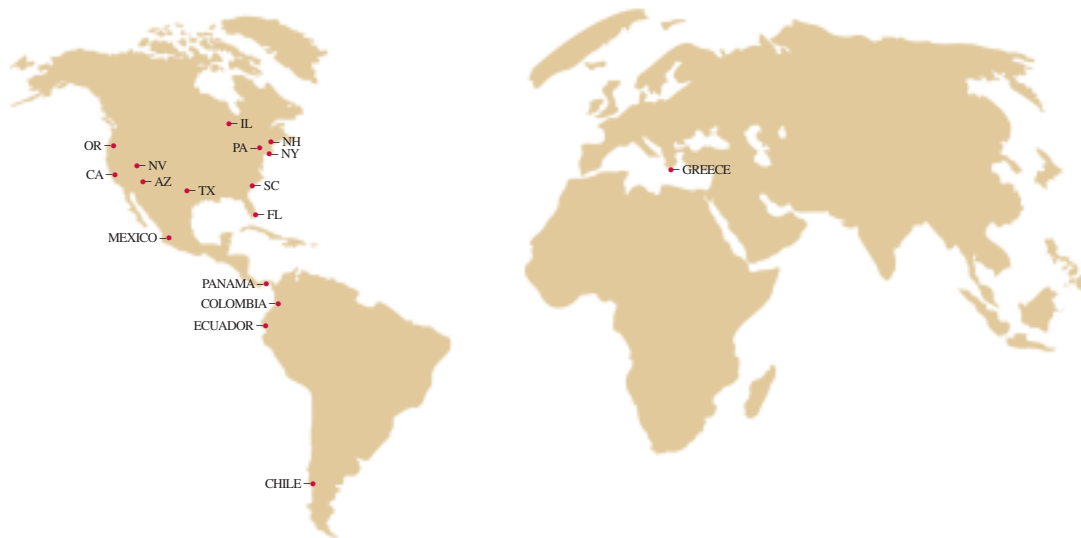 IL
OR
NH
PA
NY
NV
GREECE
CA
AZ
SC
TX
FL
MEXICO
PANAMA
COLOMBIA
ECUADOR
CHILE